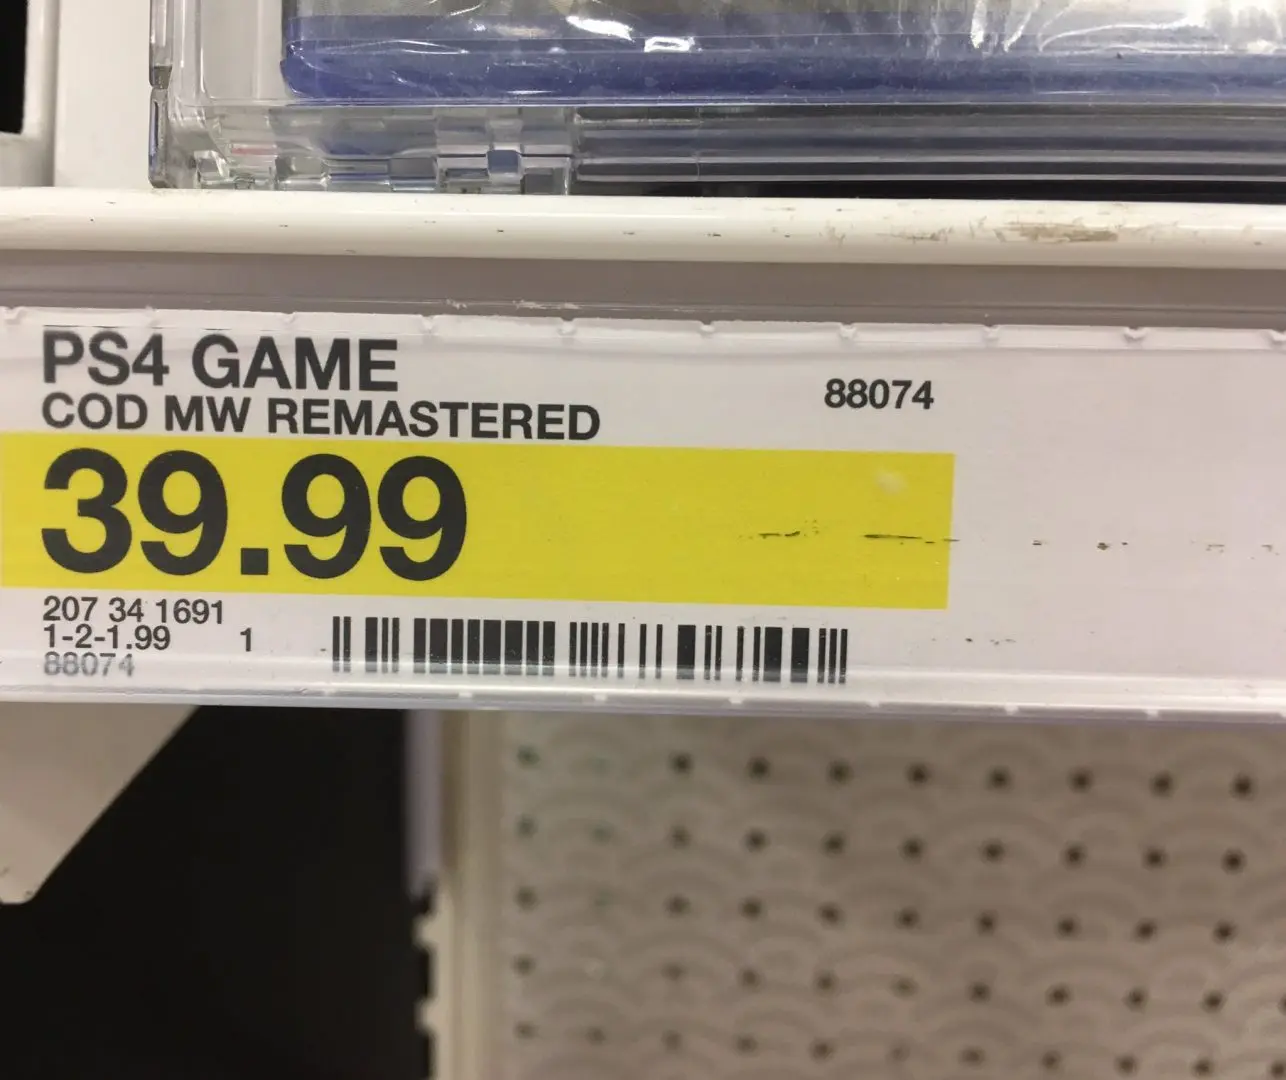 PS4 GAME
COD MW REMASTERED
88074
39.99
207 34 1691
1-2-1.99 1
88074